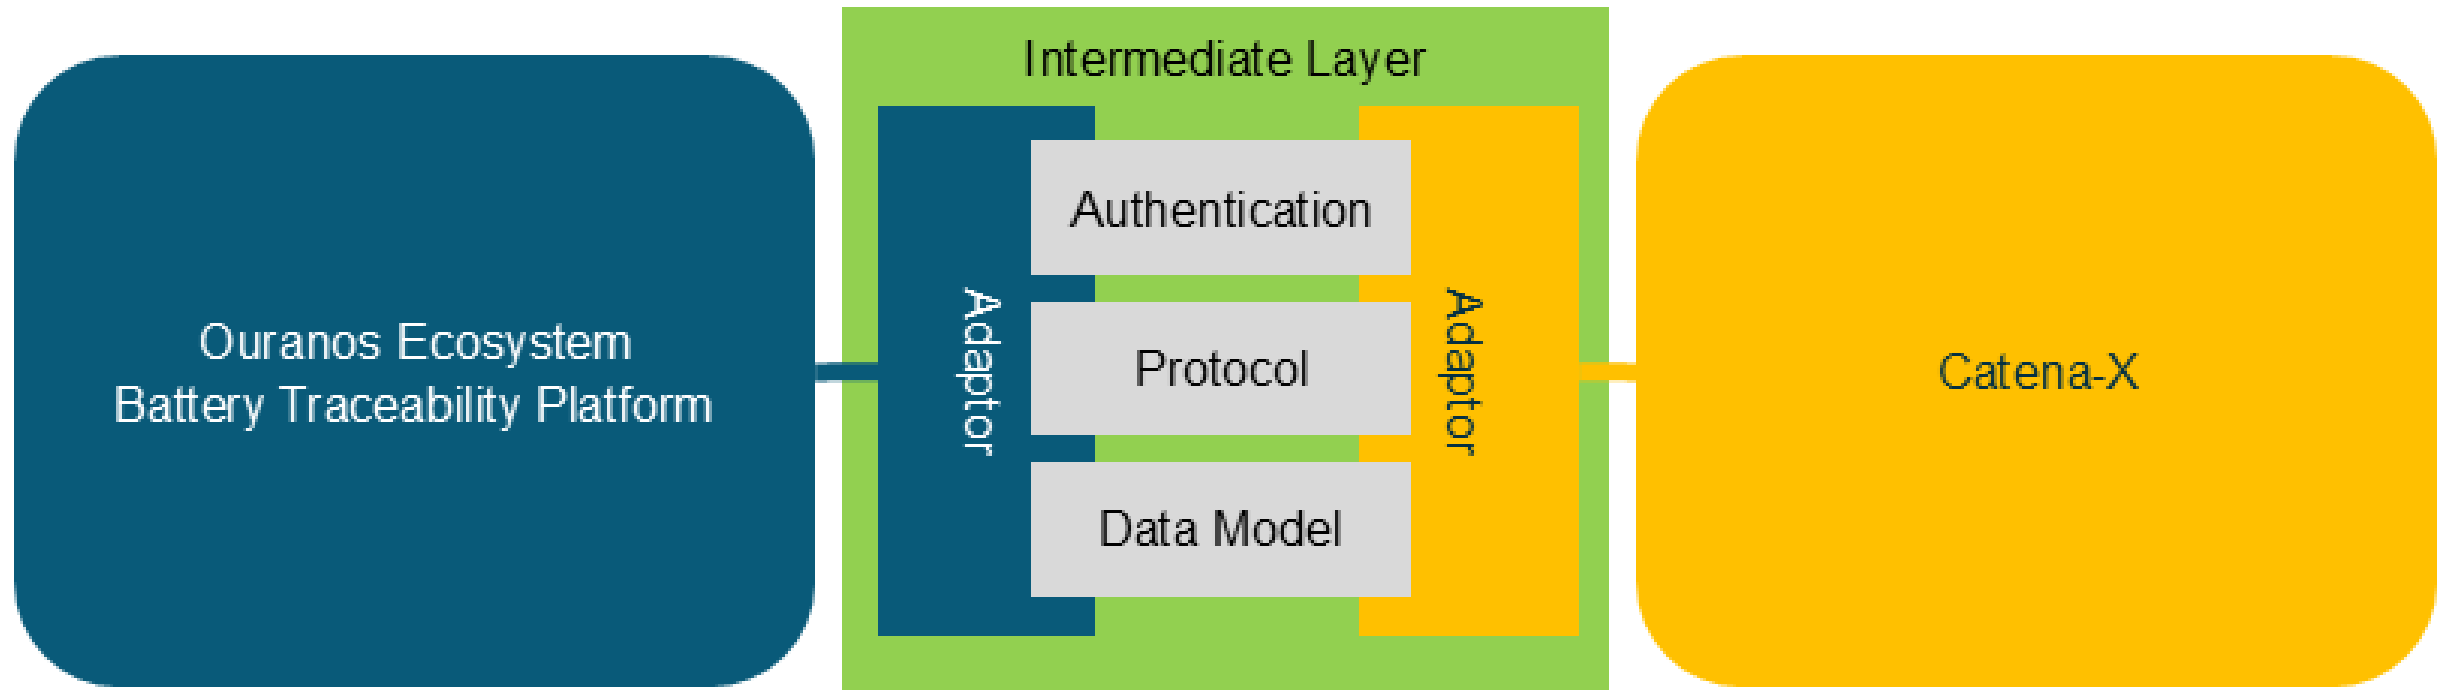 Intermediate Layer
Ouranos Ecosystem
Battery Traceability Platform
Adaptor
Authentication
Protocol
Data Model
Adaptor
Catena-X